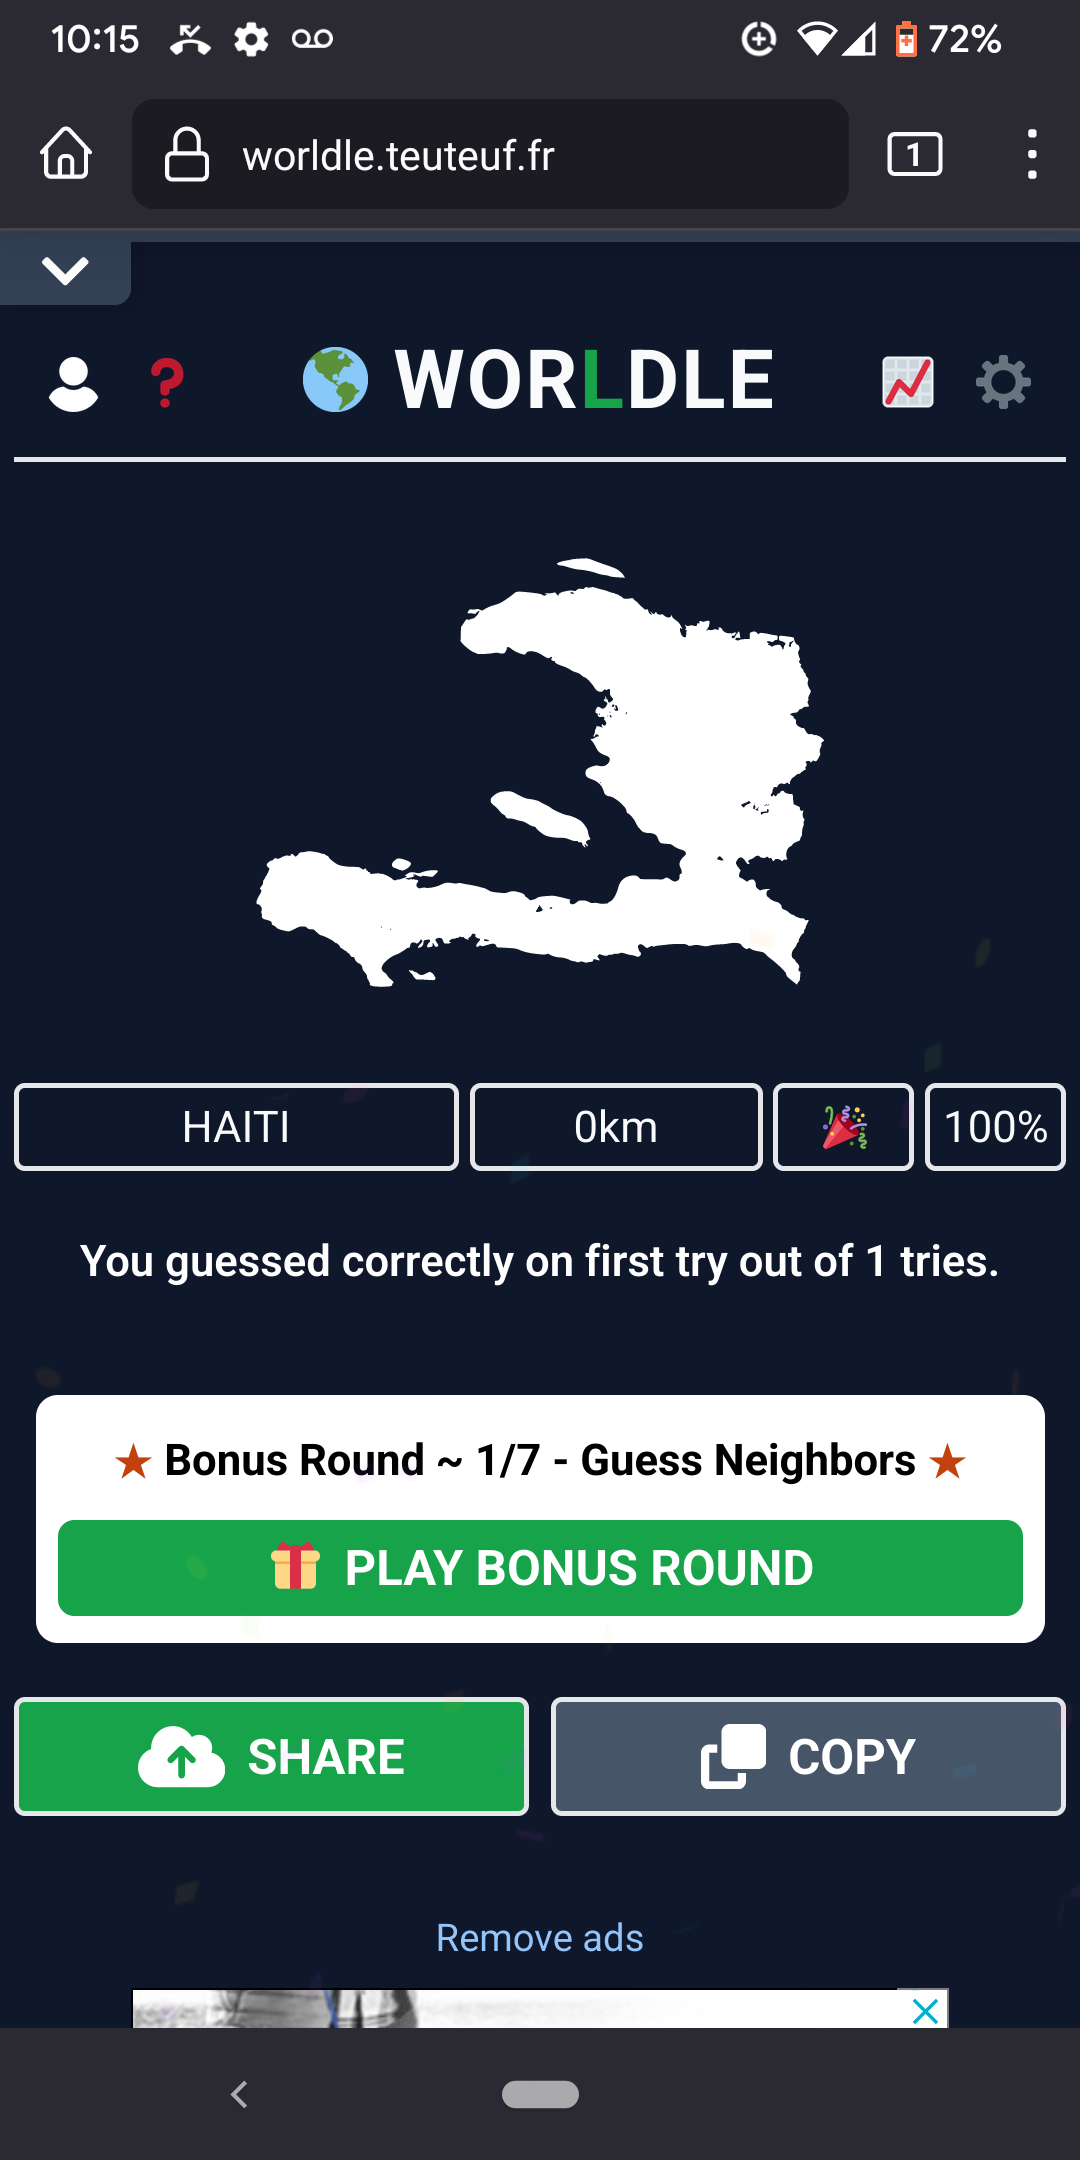 10:15
72%
worldle.teuteuf.fr
1
WORLDLE
HAITI
0km
100%
You guessed correctly on first try out of 1 tries.
★ Bonus Round ~ 1/7 - Guess Neighbors ★
PLAY BONUS ROUND
SHARE
COPY
Remove ads